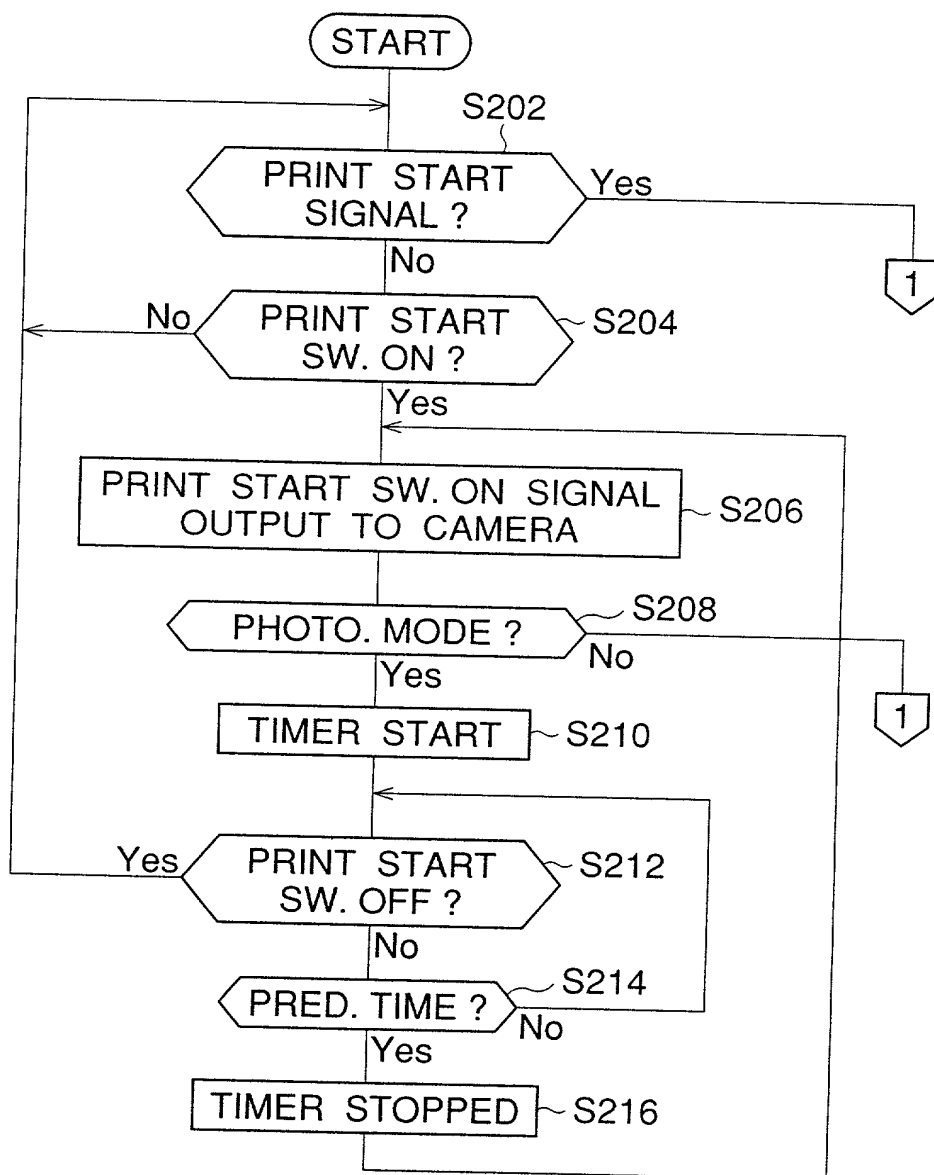 START
S202
PRINT START
SIGNAL ?
Yes
1
No
PRINT START
SW. ON ?
No
S204
Yes
PRINT START SW. ON SIGNAL
OUTPUT TO CAMERA
S206
PHOTO. MODE ?
S208
No
1
Yes
TIMER START
S210
PRINT START
SW. OFF ?
Yes
S212
No
PRED. TIME ?
S214
No
Yes
TIMER STOPPED
S216